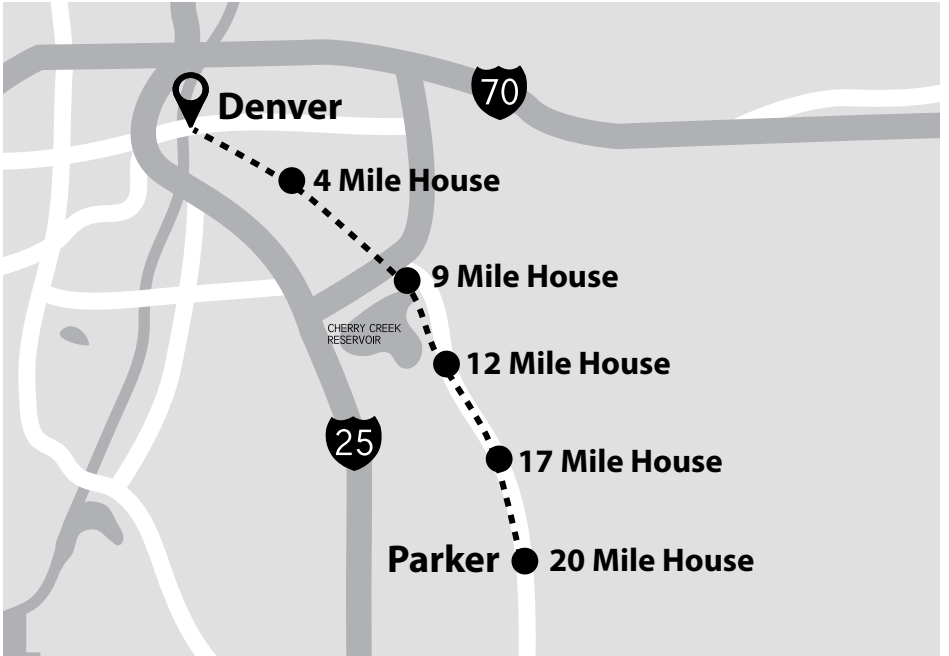 70
Denver
4 Mile House
9 Mile House
CHERRY CREEK
RESERVOIR
12 Mile House
25
17 Mile House
Parker
20 Mile House